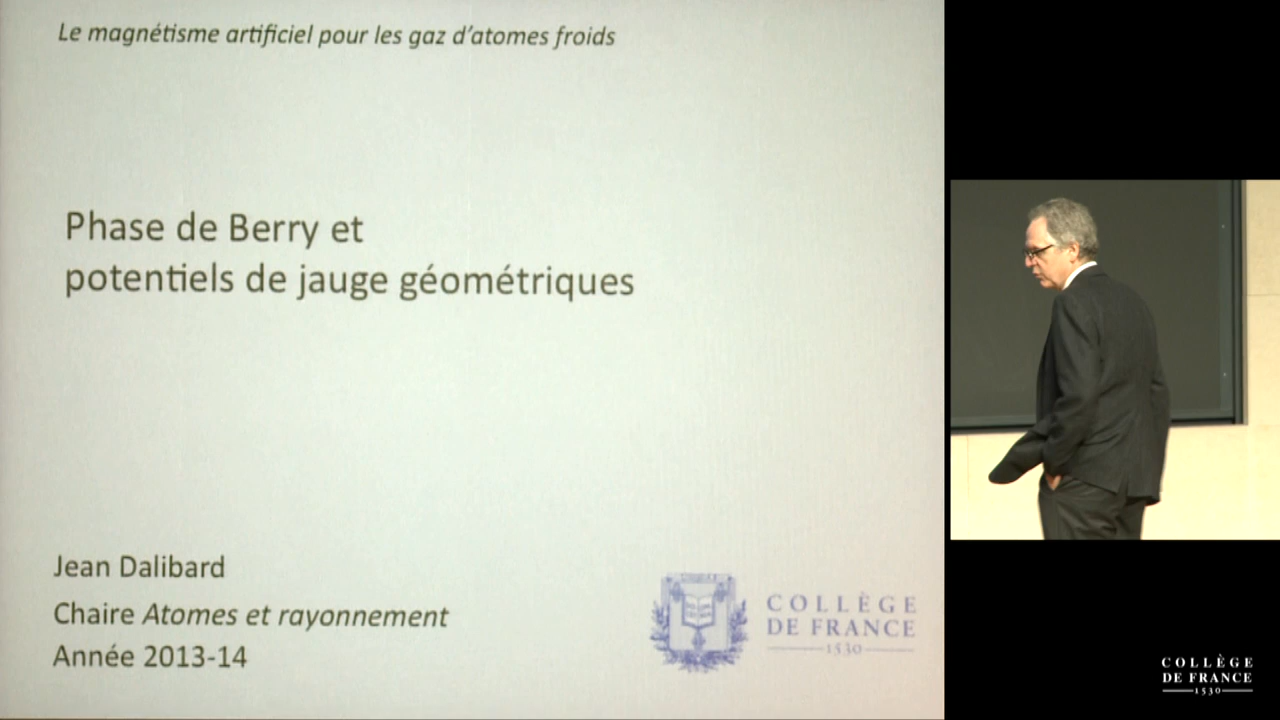 Le magnétisme artificiel pour les gaz d'atomes froids
Phase de Berry et
potentiels de jauge géométriques
Jean Dalibard
Chaire Atomes et rayonnement
Année 2013-14
COLLÈGE
DE FRANCE
1530
COLLÈGE
DE FRANCE
1530